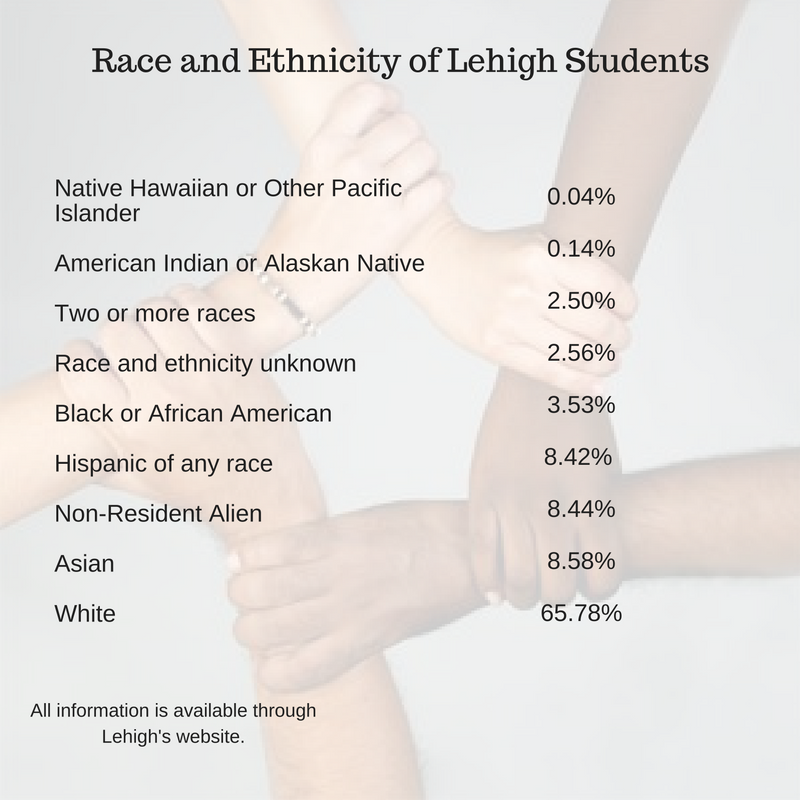 Race and Ethnicity of Lehigh Students
Native Hawaiian or Other Pacific
Islander 0.04%
American Indian or Alaskan Native 0.14%
Two or more races 2.50%
Race and ethnicity unknown 2.56%
Black or African American 3.53%
Hispanic of any race 8.42%
Non-Resident Alien 8.44%
Asian 8.58%
White 65.78%
All information is available through
Lehigh's website.